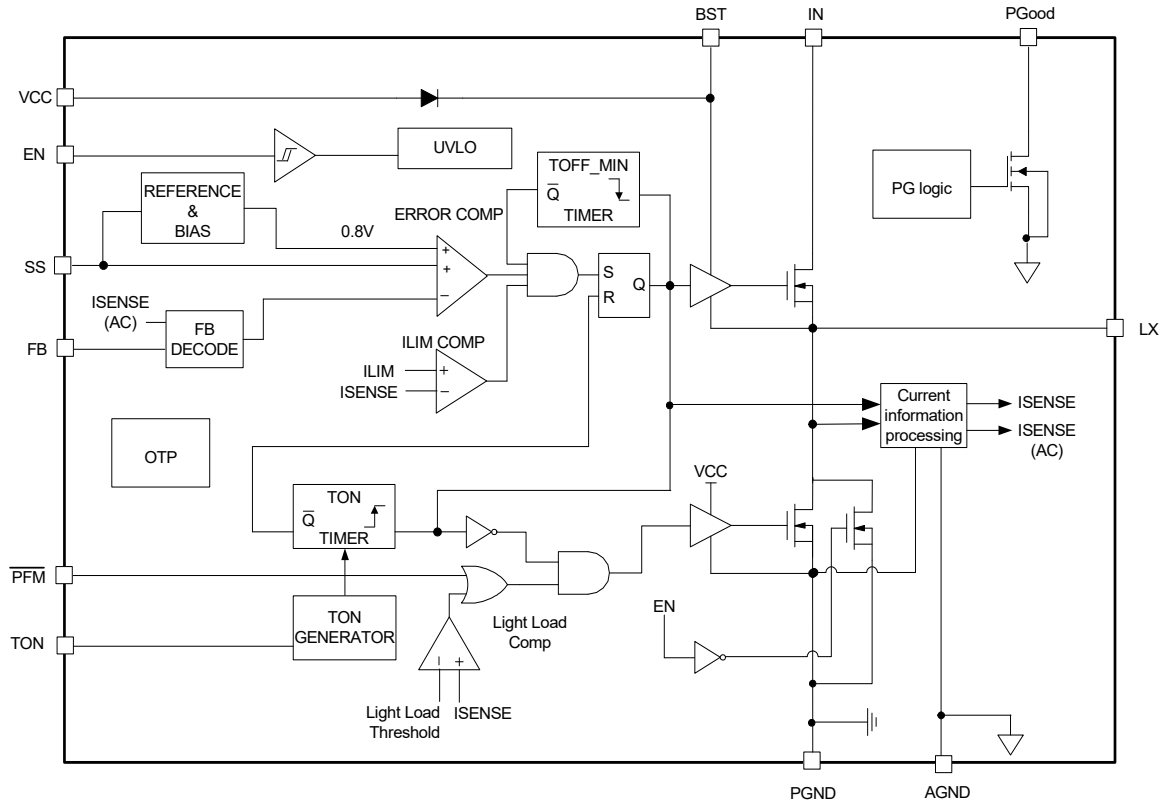 BST
IN
PGood
VCC
EN
UVLO
TOFF_MIN
Q̅
TIMER
PG logic
REFERENCE
&
BIAS
ERROR COMP
0.8V
+
+
−
SS
S
R
Q
ISENSE
(AC)
FB
DECODE
FB
ILIM COMP
ILIM
ISENSE
+
−
LX
Current
information
processing
ISENSE
ISENSE
(AC)
OTP
VCC
TON
Q̅
TIMER
P̅F̅M̅
TON
GENERATOR
TON
Light Load
Comp
EN
−
+
Light Load
Threshold
ISENSE
PGND
AGND